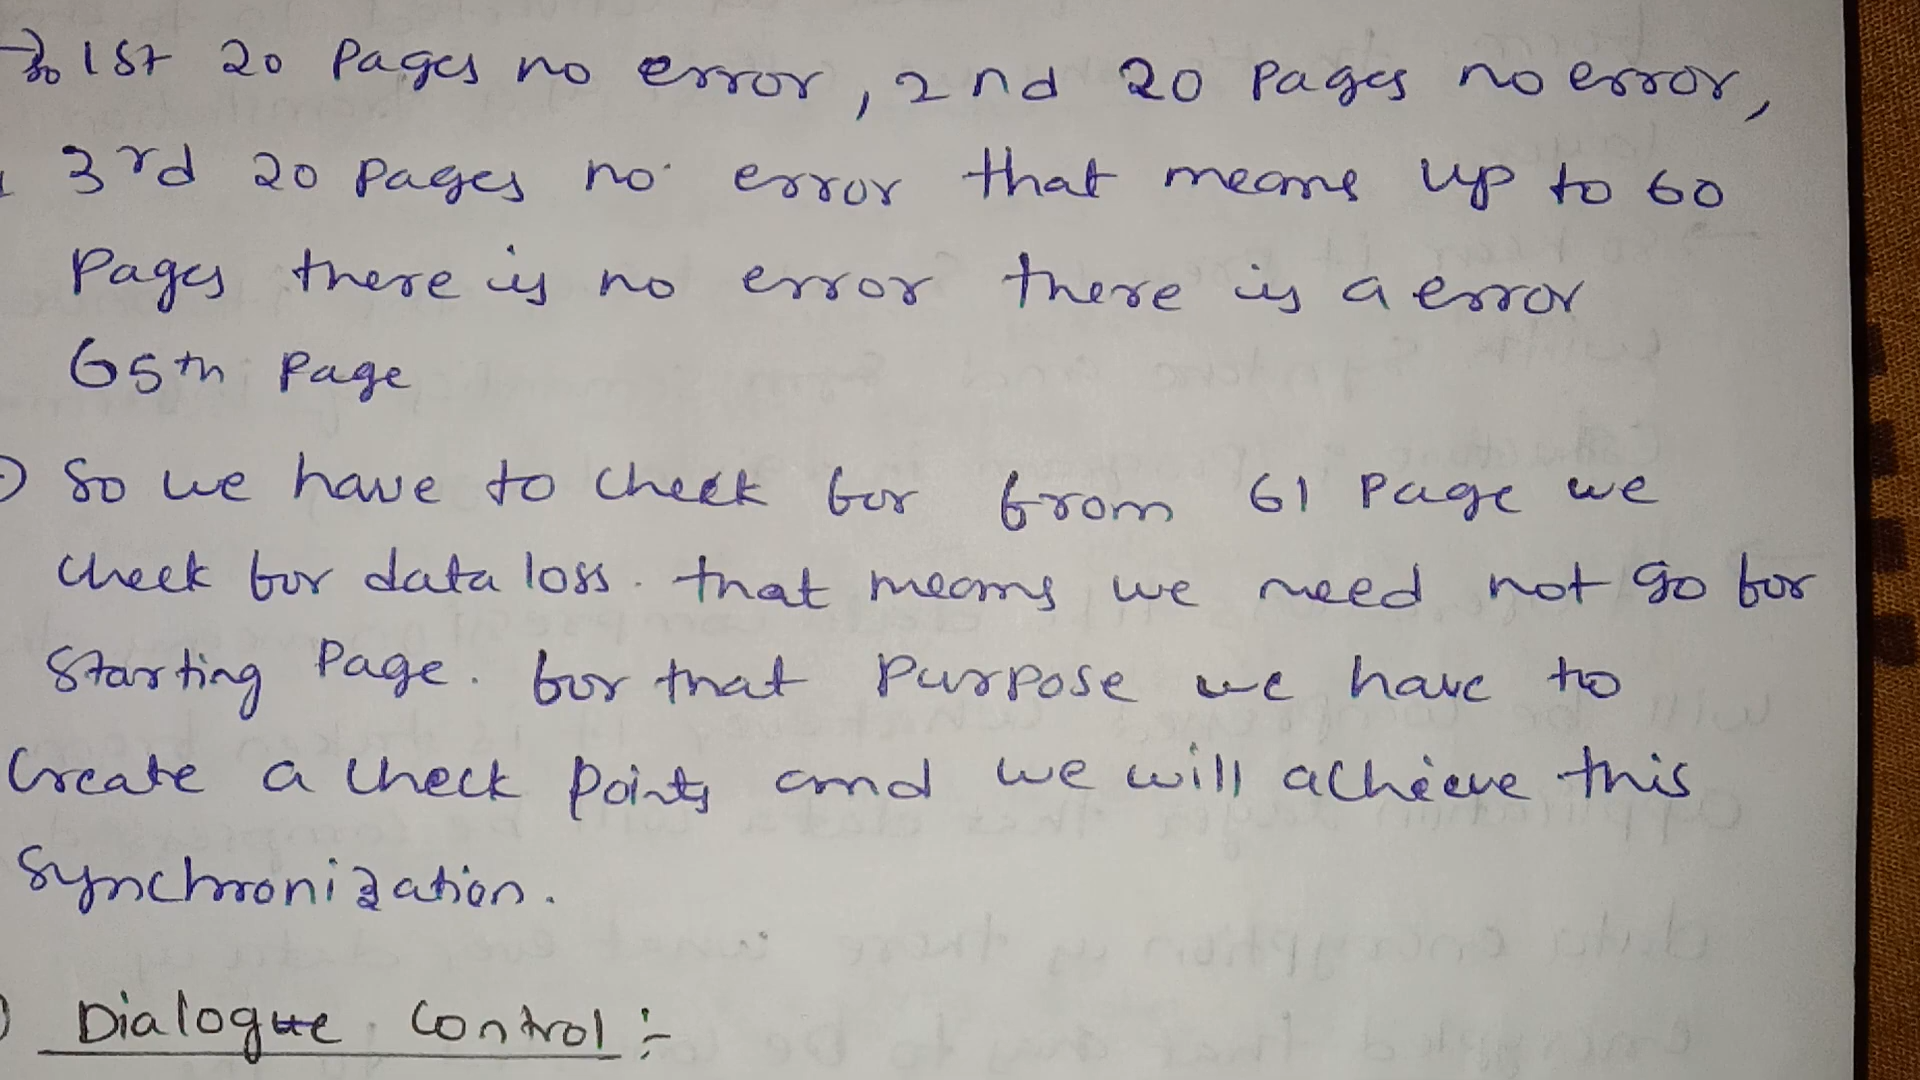 → 1st 20 Pages no error, 2nd 20 Pages no error,
3rd 20 pages no error that means up to 60
Pages there is no error there is a error
65th Page
So we have to check for from 61 Page we
check for data loss. that means we need not go for
Starting Page. for that Purpose we have to
Create a check Points and we will achieve this
Synchronization.
Dialogue Control :-